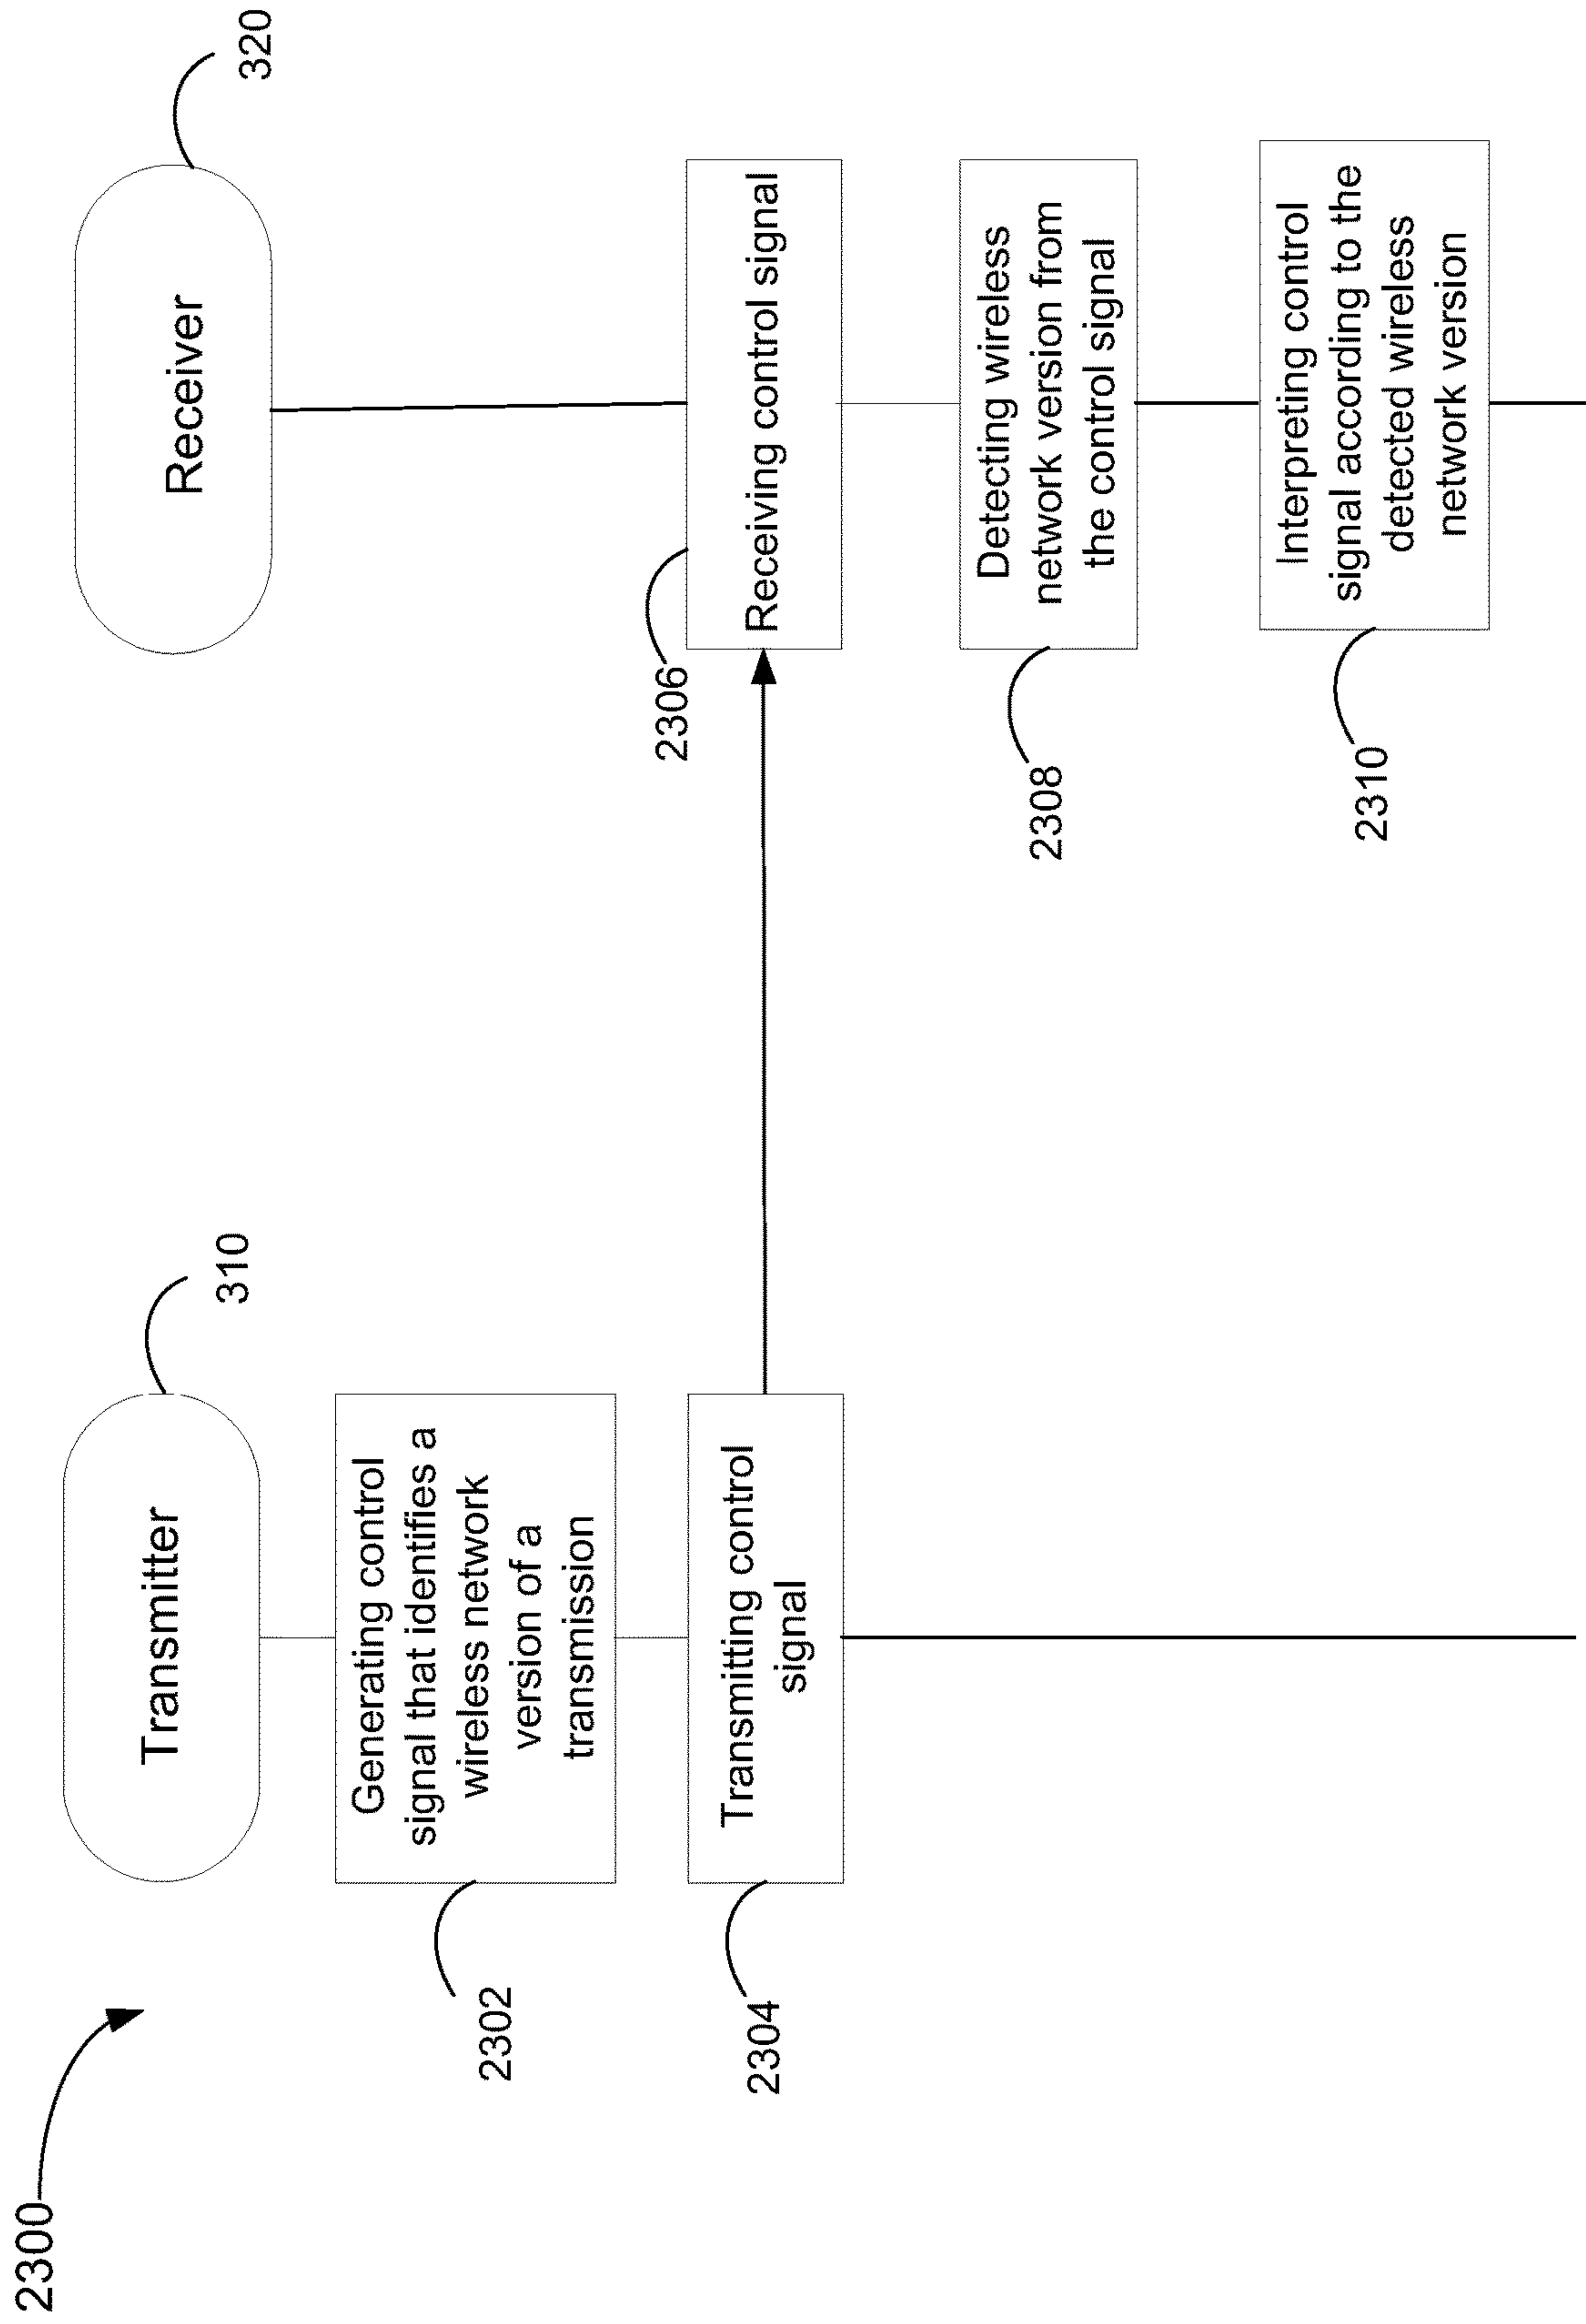 2300
Transmitter
310
Generating control
signal that identifies a
wireless network
version of a
transmission
2302
Transmitting control
signal
2304
Receiver
320
2306
Receiving control signal
Detecting wireless
network version from
the control signal
2308
Interpreting control
signal according to the
detected wireless
network version
2310